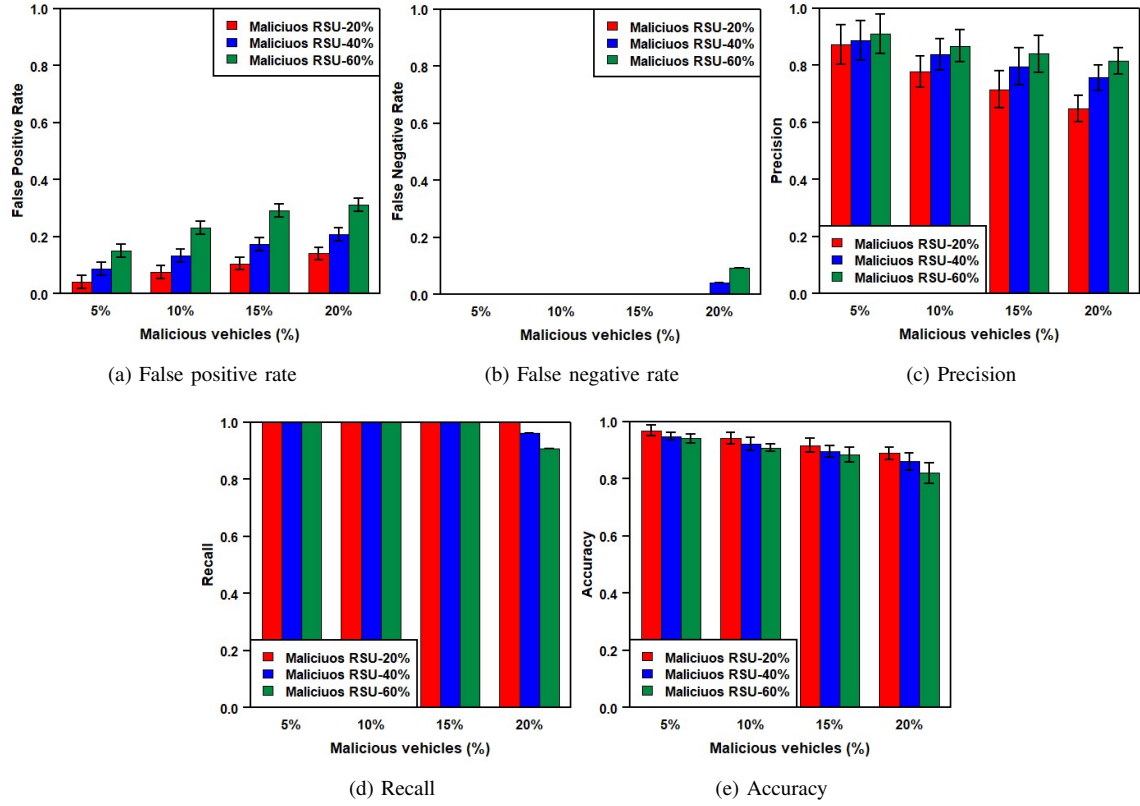 1.0
0.8
0.6
0.4
0.2
0.0
False Positive Rate
Maliciuos RSU-20%
Maliciuos RSU-40%
Maliciuos RSU-60%
5%
10%
15%
20%
Malicious vehicles (%)
(a) False positive rate
1.0
0.8
0.6
0.4
0.2
0.0
False Negative Rate
Maliciuos RSU-20%
Maliciuos RSU-40%
Maliciuos RSU-60%
5%
10%
15%
20%
Malicious vehicles (%)
(b) False negative rate
1.0
0.8
0.6
0.4
0.2
0.0
Precision
Maliciuos RSU-20%
Maliciuos RSU-40%
Maliciuos RSU-60%
5%
10%
15%
20%
Malicious vehicles (%)
(c) Precision
1.0
0.8
0.6
0.4
0.2
0.0
Recall
Maliciuos RSU-20%
Maliciuos RSU-40%
Maliciuos RSU-60%
5%
10%
15%
20%
Malicious vehicles (%)
(d) Recall
1.0
0.8
0.6
0.4
0.2
0.0
Accuracy
Maliciuos RSU-20%
Maliciuos RSU-40%
Maliciuos RSU-60%
5%
10%
15%
20%
Malicious vehicles (%)
(e) Accuracy